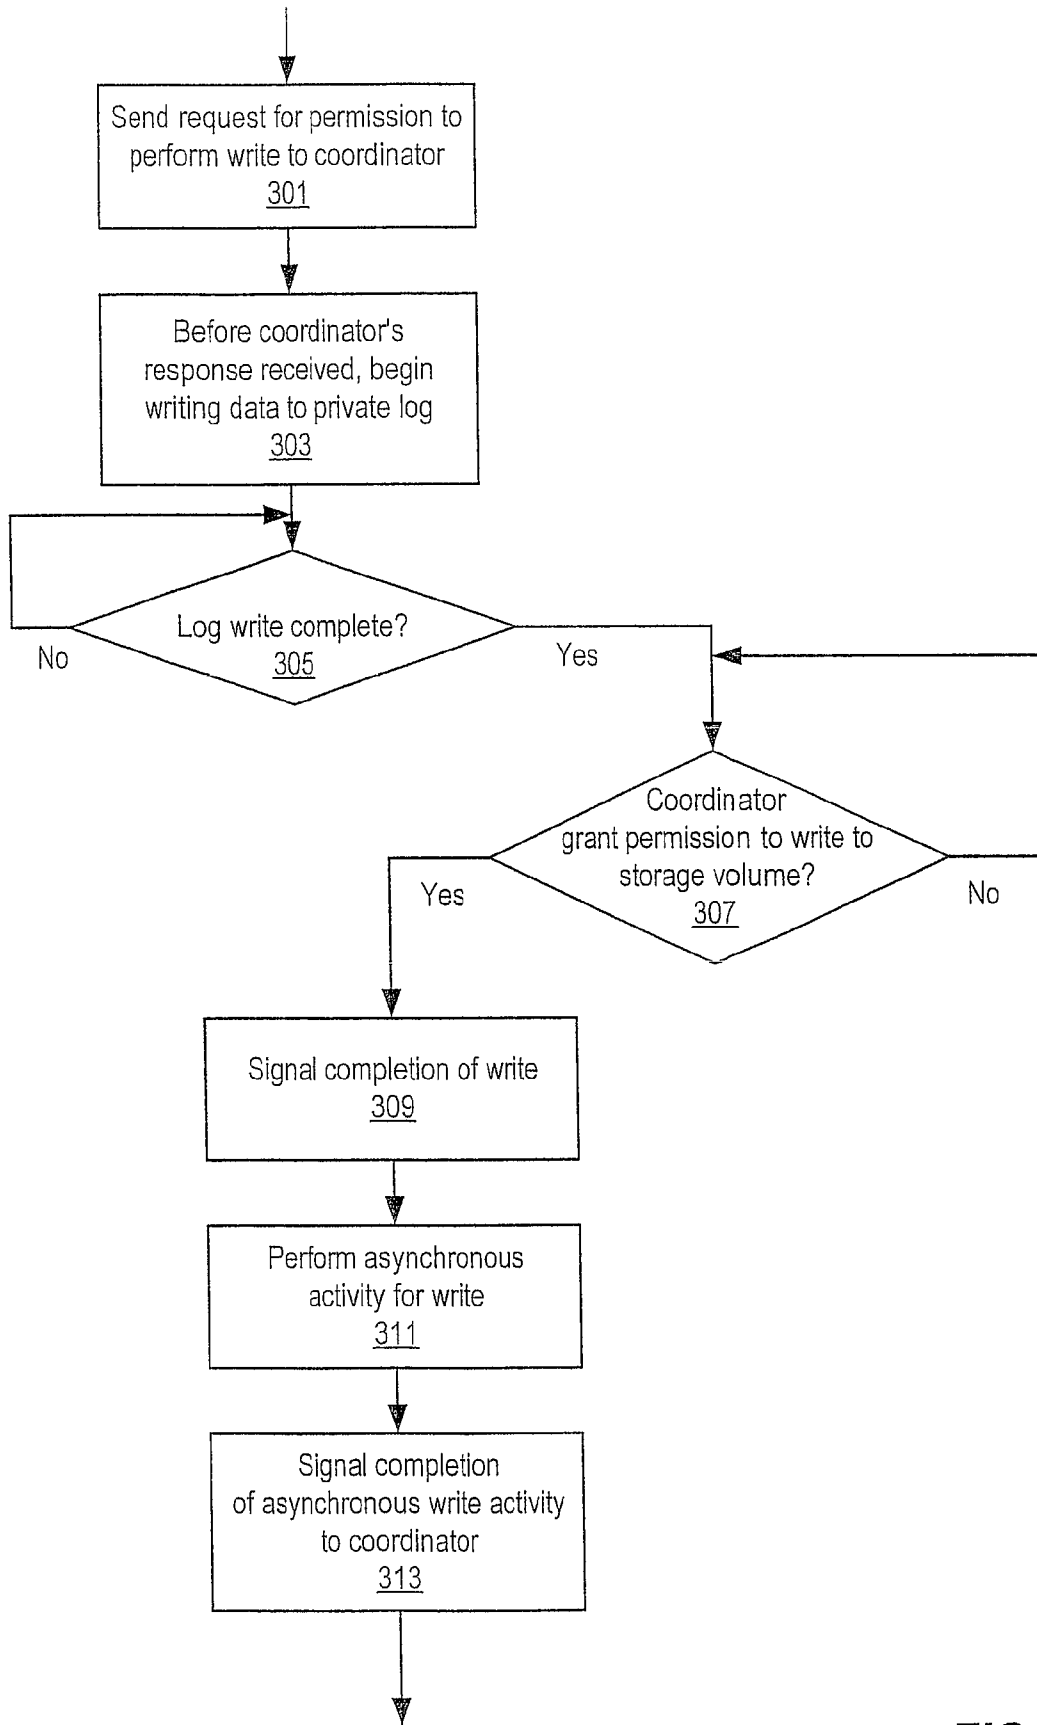 Send request for permission to
perform write to coordinator
301
Before coordinator's
response received, begin
writing data to private log
303
Log write complete?
305
No
Yes
Coordinator
grant permission to write to
storage volume?
307
Yes
No
Signal completion of write
309
Perform asynchronous
activity for write
311
Signal completion
of asynchronous write activity
to coordinator
313